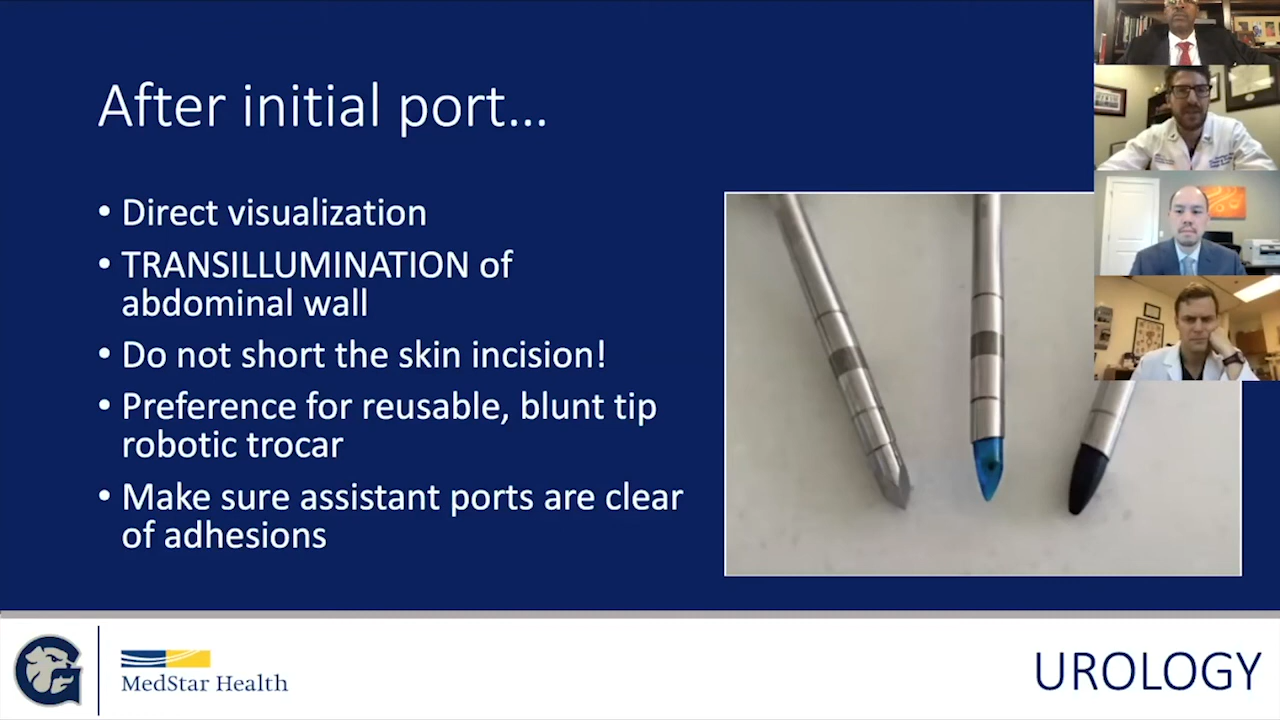 After initial port...
• Direct visualization
• TRANSILLUMINATION of
abdominal wall
• Do not short the skin incision!
• Preference for reusable, blunt tip
robotic trocar
• Make sure assistant ports are clear
of adhesions
G
MedStar Health
UROLOGY